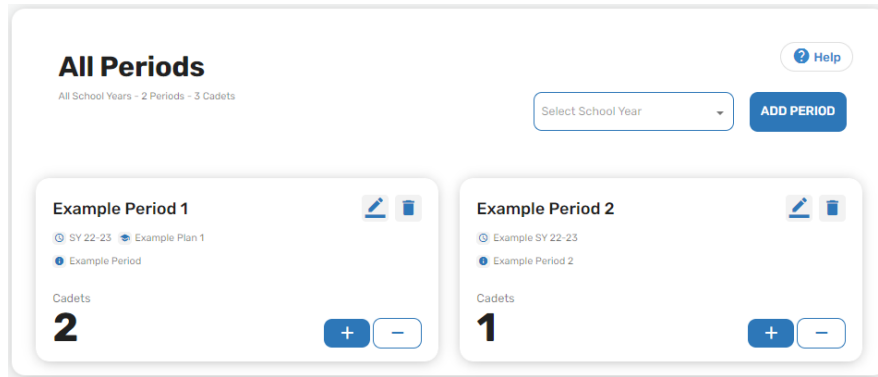 All Periods
Help
All School Years - 2 Periods - 3 Cadets
Select School Year
ADD PERIOD
Example Period 1
SY 22-23 Example Plan 1
Example Period
Cadets
2
+ −
Example Period 2
Example SY 22-23
Example Period 2
Cadets
1
+ −